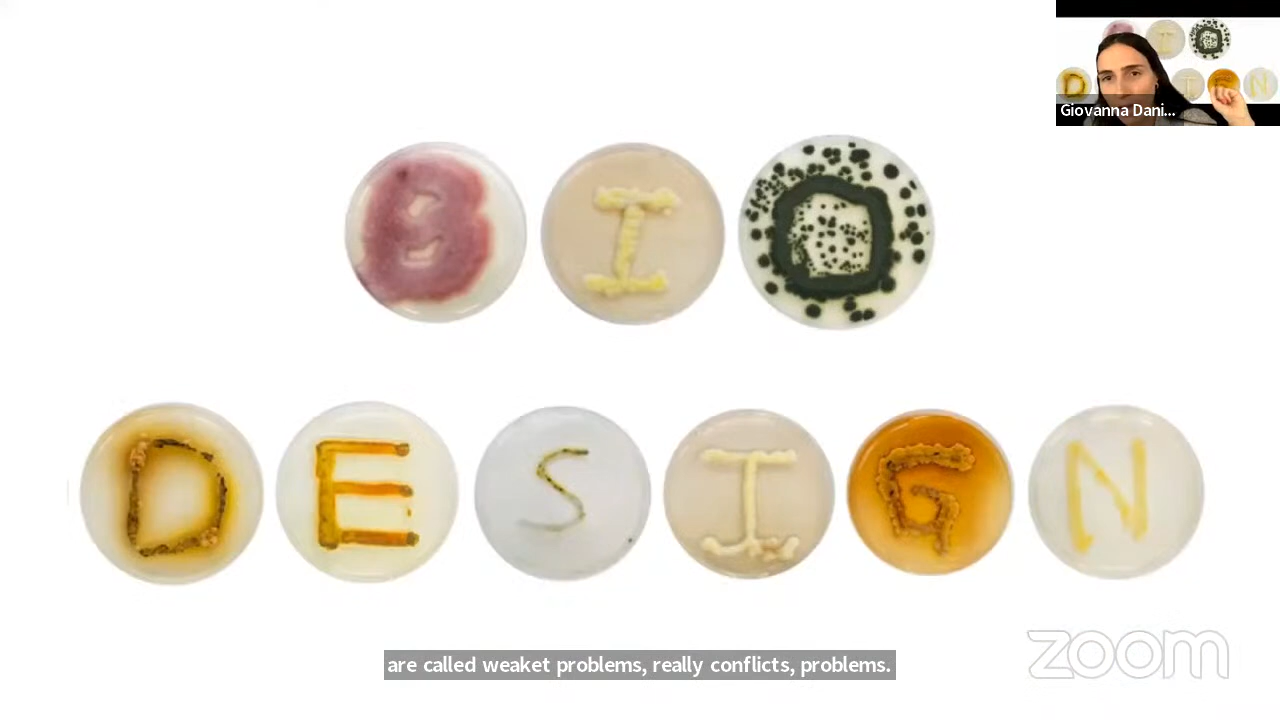 Giovanna Dani...
BIO
DESIGN
are called weaket problems, really conflicts, problems.
zoom